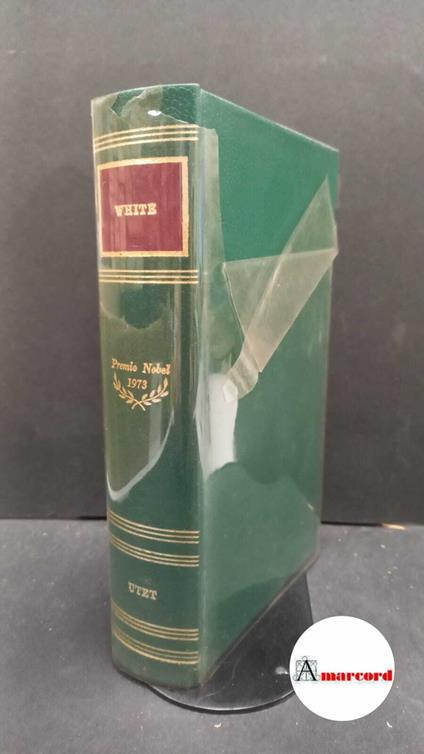 WHITE
Premio Nobel
1973
UTET
Amarcord